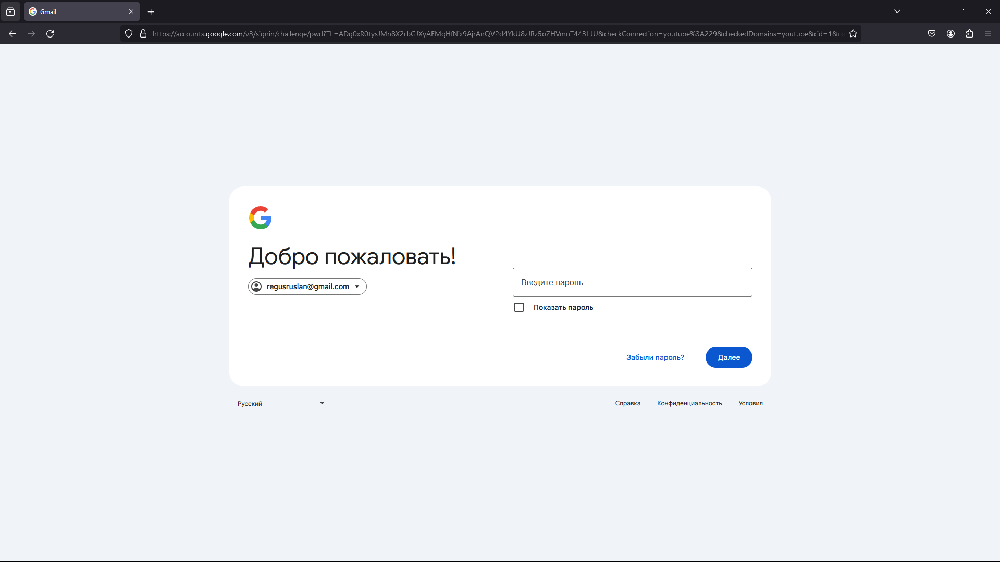 Gmail
https://accounts.google.com/v3/signin/challenge/pwd?TL=ADg0xR0tysJMn8X2rbGJXyAEMgHfNix9AjrAnQV2d4YkU8zJRz5oZHVmnT443LJU&checkConnection=youtube%3A229&checkedDomains=youtube&cid=1&co
Добро пожаловать!
regusruslan@gmail.com
Введите пароль
Показать пароль
Забыли пароль?
Далее
Русский
Справка
Конфиденциальность
Условия